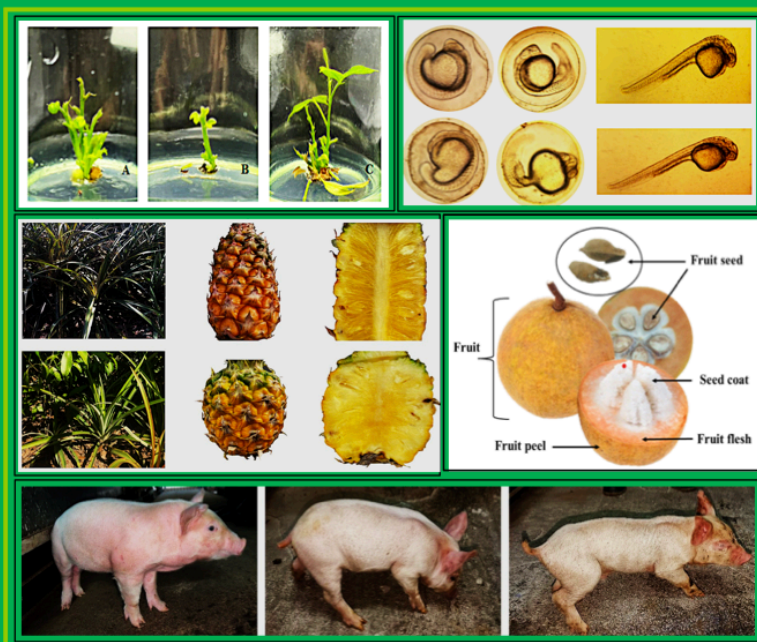 A
B
C
Fruit seed
Fruit
Seed coat
Fruit peel
Fruit flesh